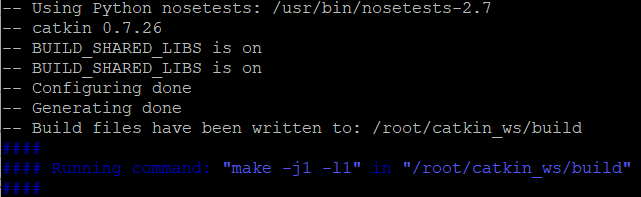 -- Using Python nosetests: /usr/bin/nosetests-2.7
-- catkin 0.7.26
-- BUILD_SHARED_LIBS is on
-- BUILD_SHARED_LIBS is on
-- Configuring done
-- Generating done
-- Build files have been written to: /root/catkin_ws/build
####
#### Running command: "make -j1 -l1" in "/root/catkin_ws/build"
####